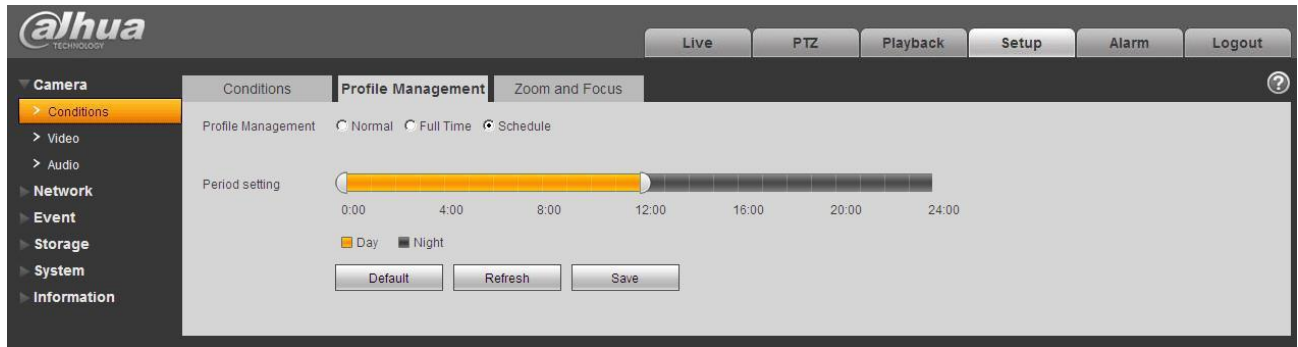 alhua
TECHNOLOGY
Live PTZ Playback Setup Alarm Logout
Camera
Conditions
Video
Audio
Network
Event
Storage
System
Information
Conditions Profile Management Zoom and Focus ?
Profile Management Normal Full Time Schedule
Period setting
0:00 4:00 8:00 12:00 16:00 20:00 24:00
Day Night
Default Refresh Save